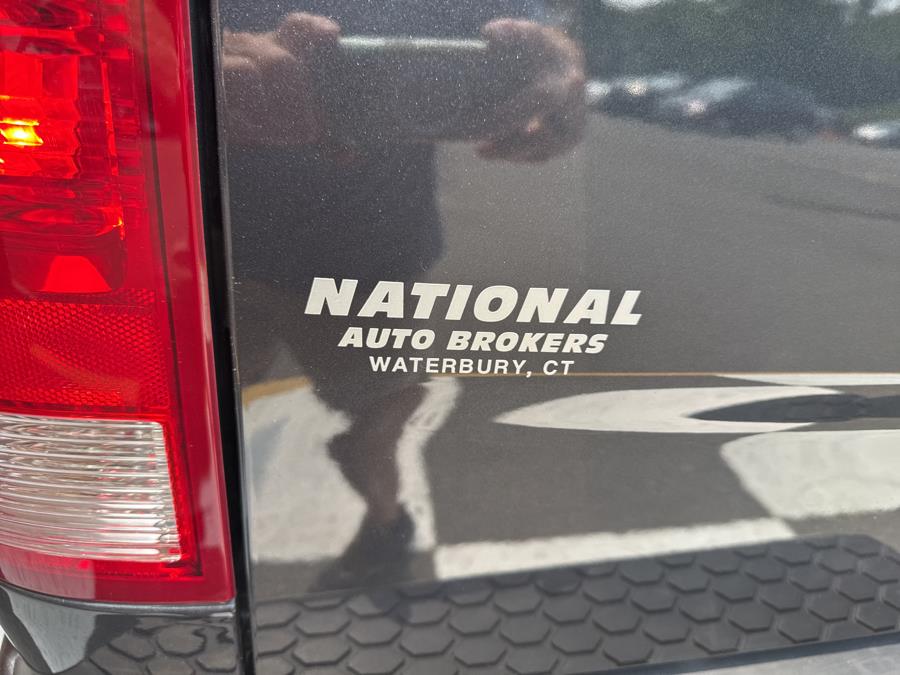 NATIONAL
AUTO BROKERS
WATERBURY, CT